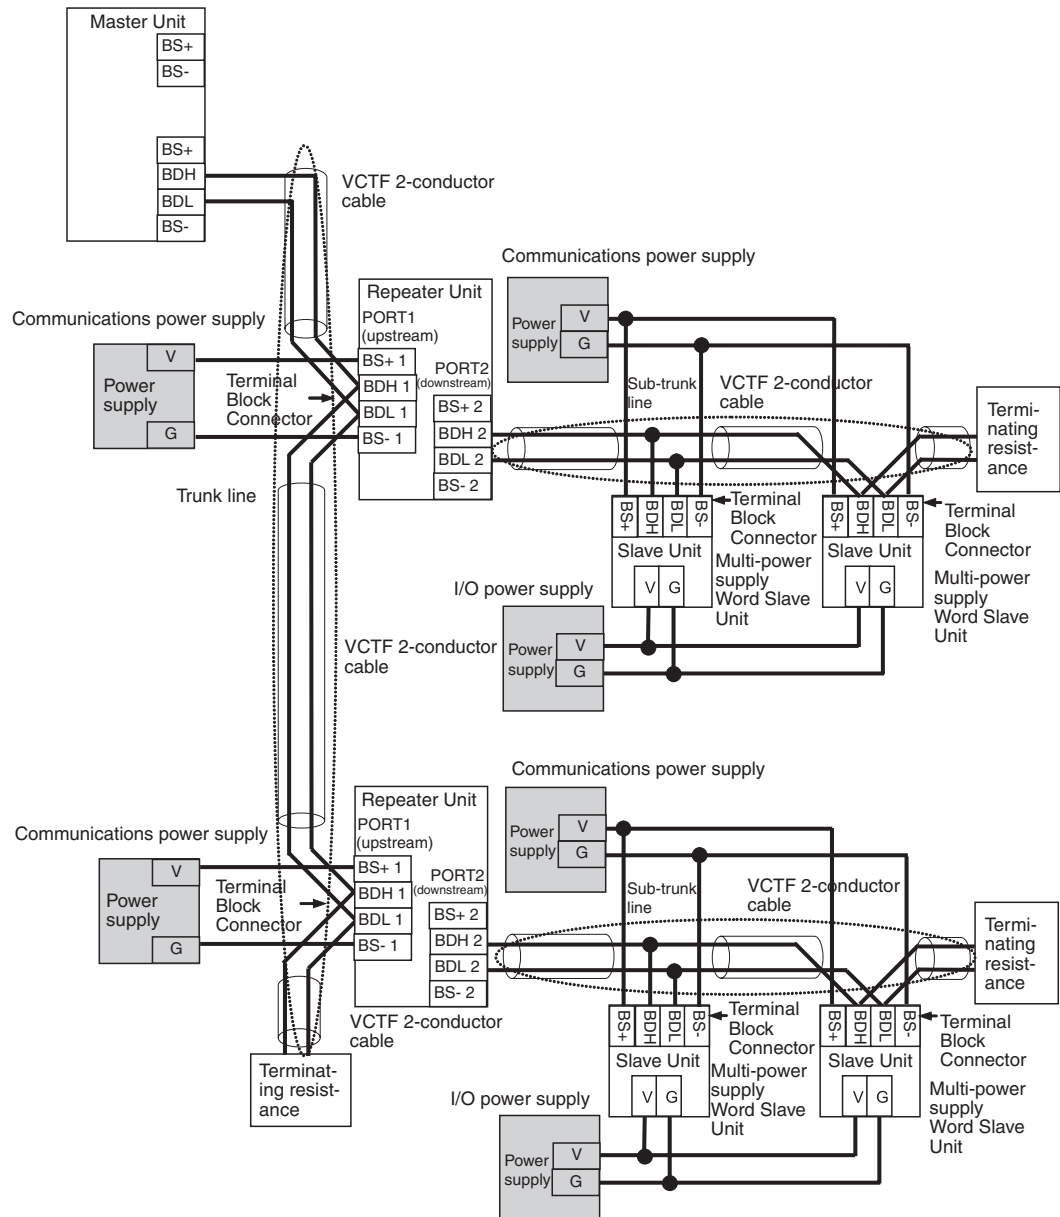 Master Unit
BS+
BS-
BS+
BDH
BDL
BS-
VCTF 2-conductor
cable
Communications power supply
Power
supply
V
G
Repeater Unit
PORT1
(upstream)
BS+ 1
BDH 1
BDL 1
BS- 1
PORT2
(downstream)
BS+ 2
BDH 2
BDL 2
BS- 2
Communications power supply
Power
supply
V
G
Terminal
Block
Connector
Trunk line
Sub-trunk
line
VCTF 2-conductor
cable
Termi-
nating
resist-
ance
BS+
BDH
BDL
BS-
Slave Unit
V
G
Terminal
Block
Connector
Multi-power
supply
Word Slave
Unit
BS+
BDH
BDL
BS-
Slave Unit
V
G
Terminal
Block
Connector
Multi-power
supply
Word Slave
Unit
I/O power supply
Power
supply
V
G
VCTF 2-conductor
cable
Communications power supply
Power
supply
V
G
Repeater Unit
PORT1
(upstream)
BS+ 1
BDH 1
BDL 1
BS- 1
PORT2
(downstream)
BS+ 2
BDH 2
BDL 2
BS- 2
Communications power supply
Power
supply
V
G
Terminal
Block
Connector
Sub-trunk
line
VCTF 2-conductor
cable
Termi-
nating
resist-
ance
VCTF 2-conductor
cable
Terminat-
ing resist-
ance
BS+
BDH
BDL
BS-
Slave Unit
V
G
Terminal
Block
Connector
Multi-power
supply
Word Slave
Unit
BS+
BDH
BDL
BS-
Slave Unit
V
G
Terminal
Block
Connector
Multi-power
supply
Word Slave
Unit
I/O power supply
Power
supply
V
G